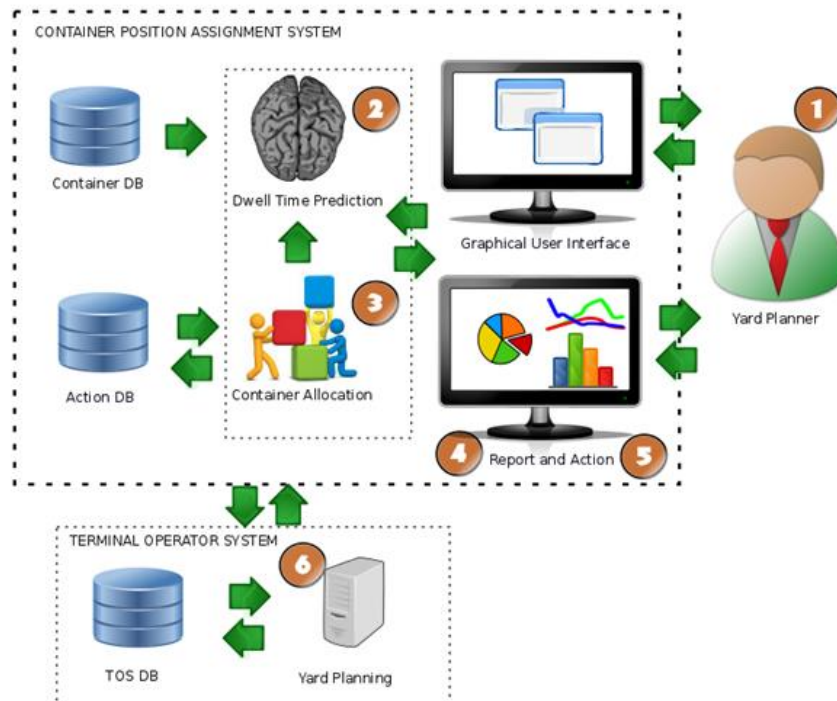 CONTAINER POSITION ASSIGNMENT SYSTEM
1
2
Container DB
Dwell Time Prediction
Graphical User Interface
3
Yard Planner
Action DB
Container Allocation
4
Report and Action
5
TERMINAL OPERATOR SYSTEM
6
TOS DB
Yard Planning